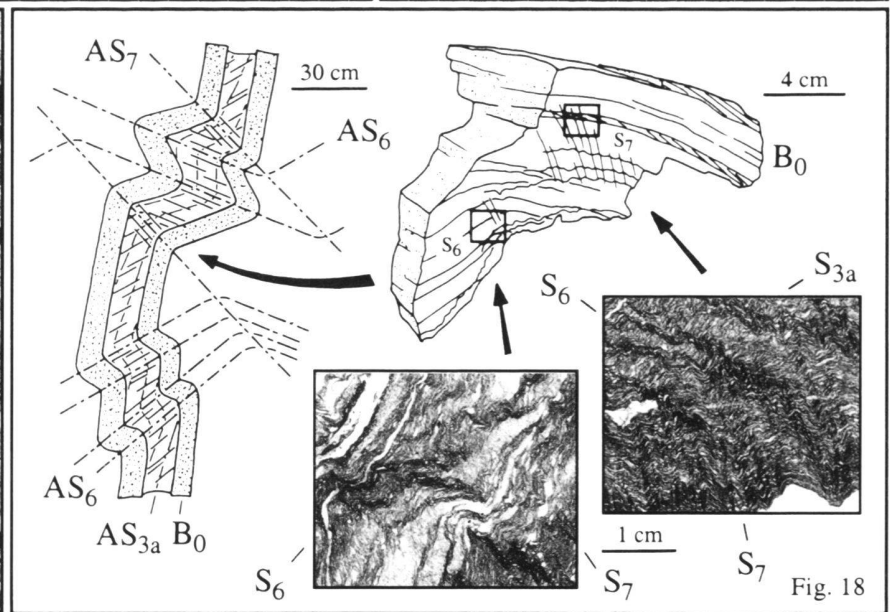 AS7
30 cm
AS6
4 cm
S7
B0
S6
S6
S3a
AS6
AS3a B0
S6
1 cm
S7
S7
Fig. 18